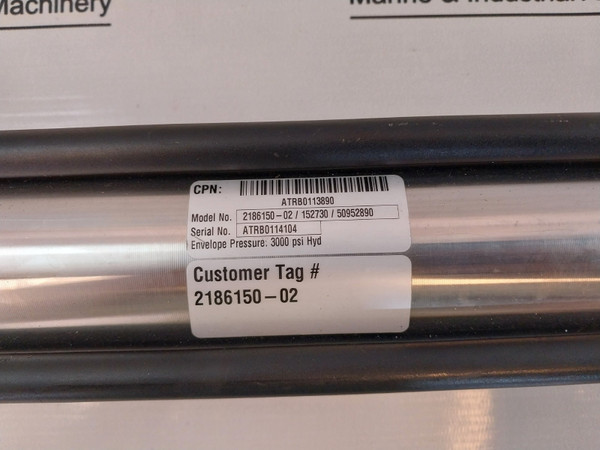 Machinery
Marine & Industrial
CPN:
ATRB0113890
Model No. 2186150-02 / 152730 / 50952890
Serial No. ATRB0114104
Envelope Pressure: 3000 psi Hyd
Customer Tag #
2186150-02